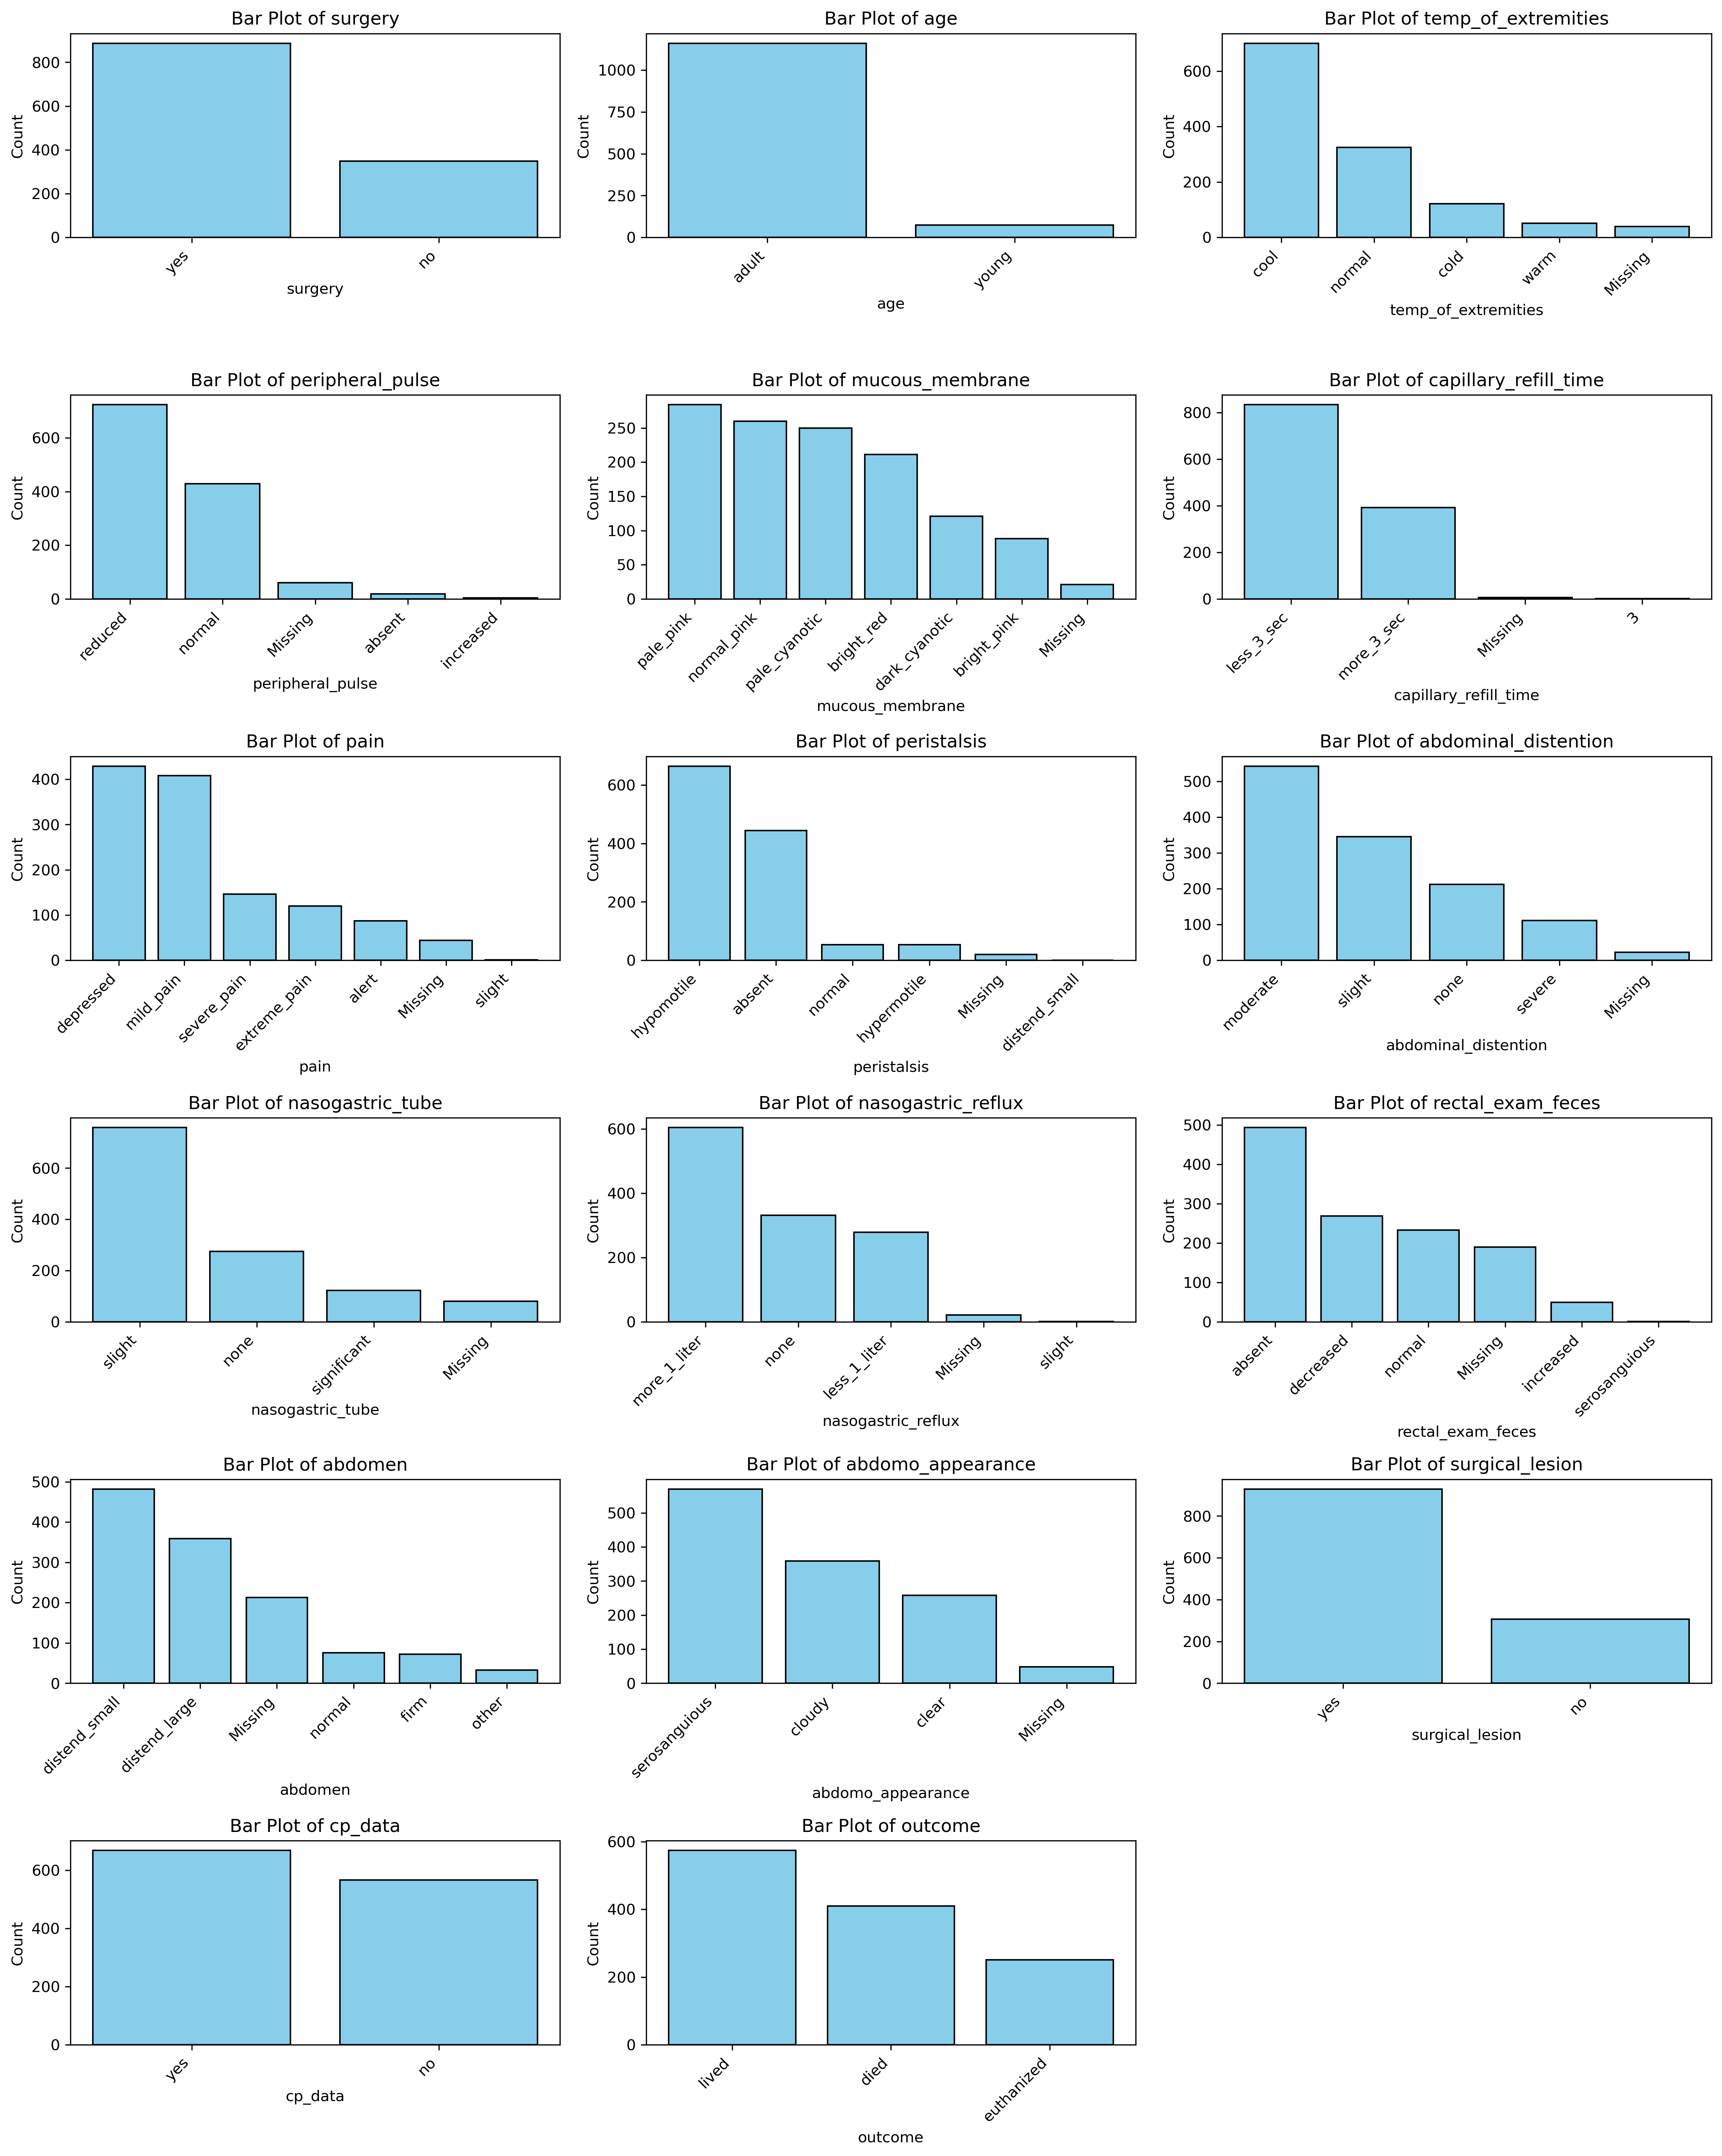 Bar Plot of surgery
Count
800
600
400
200
0
yes
no
surgery
Bar Plot of age
Count
1000
750
500
250
0
adult
young
age
Bar Plot of temp_of_extremities
Count
600
400
200
0
cool
normal
cold
warm
Missing
temp_of_extremities
Bar Plot of peripheral_pulse
Count
600
400
200
0
reduced
normal
Missing
absent
increased
peripheral_pulse
Bar Plot of mucous_membrane
Count
250
200
150
100
50
0
pale_pink
normal_pink
pale_cyanotic
bright_red
dark_cyanotic
bright_pink
Missing
mucous_membrane
Bar Plot of capillary_refill_time
Count
800
600
400
200
0
less_3_sec
more_3_sec
Missing
3
capillary_refill_time
Bar Plot of pain
Count
400
300
200
100
0
depressed
mild_pain
severe_pain
extreme_pain
alert
Missing
slight
pain
Bar Plot of peristalsis
Count
600
400
200
0
hypomotile
absent
normal
hypermotile
Missing
distend_small
peristalsis
Bar Plot of abdominal_distention
Count
500
400
300
200
100
0
moderate
slight
none
severe
Missing
abdominal_distention
Bar Plot of nasogastric_tube
Count
600
400
200
0
slight
none
significant
Missing
nasogastric_tube
Bar Plot of nasogastric_reflux
Count
600
400
200
0
more_1_liter
none
less_1_liter
Missing
slight
nasogastric_reflux
Bar Plot of rectal_exam_feces
Count
500
400
300
200
100
0
absent
decreased
normal
Missing
increased
serosanguious
rectal_exam_feces
Bar Plot of abdomen
Count
500
400
300
200
100
0
distend_small
distend_large
Missing
normal
firm
other
abdomen
Bar Plot of abdomo_appearance
Count
500
400
300
200
100
0
serosanguious
cloudy
clear
Missing
abdomo_appearance
Bar Plot of surgical_lesion
Count
800
600
400
200
0
yes
no
surgical_lesion
Bar Plot of cp_data
Count
600
400
200
0
yes
no
cp_data
Bar Plot of outcome
Count
600
400
200
0
lived
died
euthanized
outcome